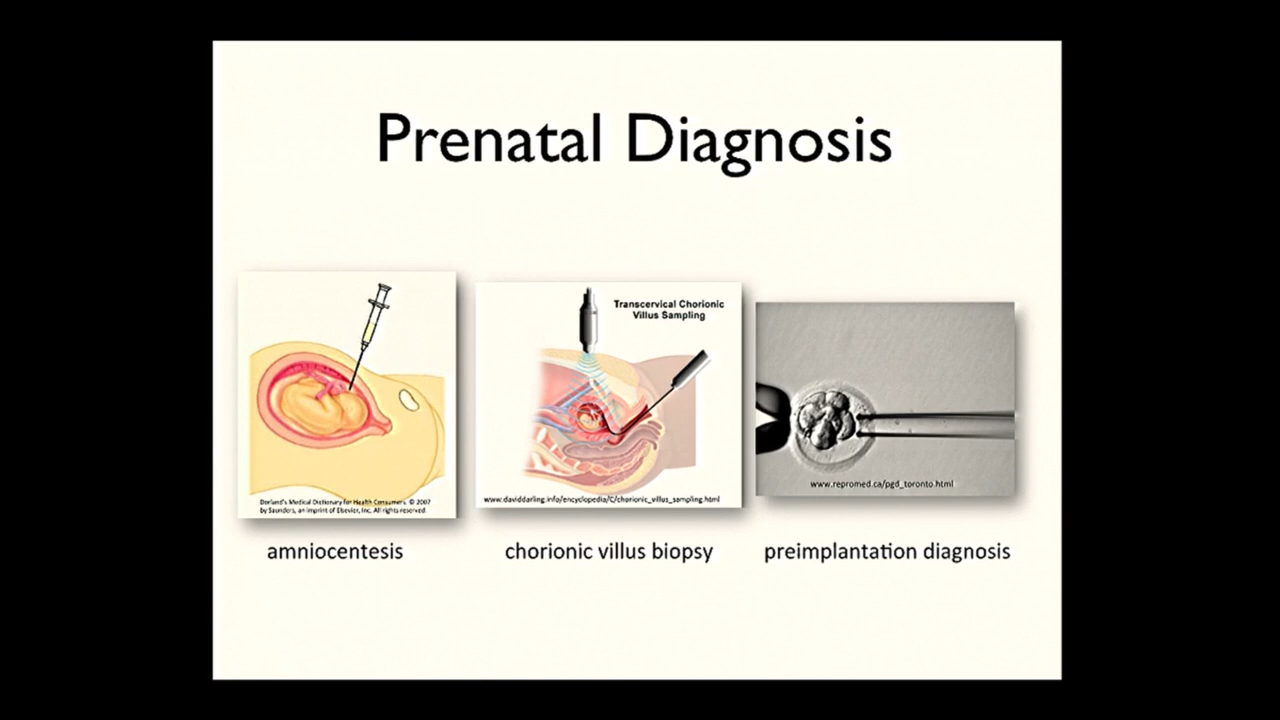 Prenatal Diagnosis
Dorland's Medical Dictionary for Health Consumers. © 2007
by Saunders, an imprint of Elsevier, Inc. All rights reserved.
Transcervical Chorionic
Villus Sampling
www.daviddarling.info/encyclopedia/C/chorionic_villus_sampling.html
www.repromed.ca/pgd_toronto.html
amniocentesis
chorionic villus biopsy
preimplantation diagnosis